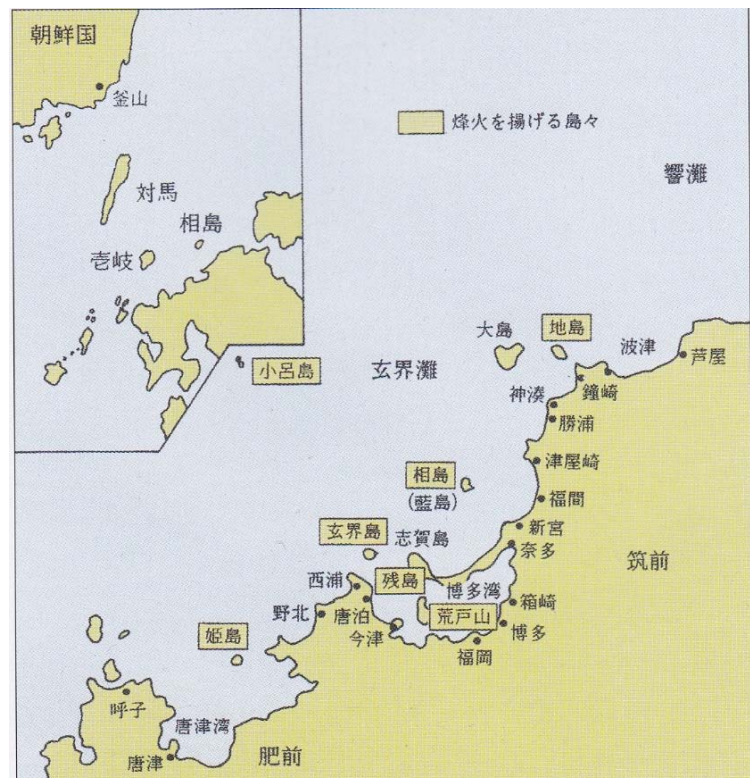 朝鮮国
釜山
対馬
相島
壱岐
烽火を揚げる島々
響灘
小呂島
玄界灘
大島
地島
波津
芦屋
鐘崎
神湊
勝浦
津屋崎
相島
(藍島)
福間
新宮
奈多
玄界島
志賀島
筑前
西浦
残島
博多湾
箱崎
野北
唐泊
荒戸山
今津
博多
福岡
姫島
呼子
唐津湾
唐津
肥前